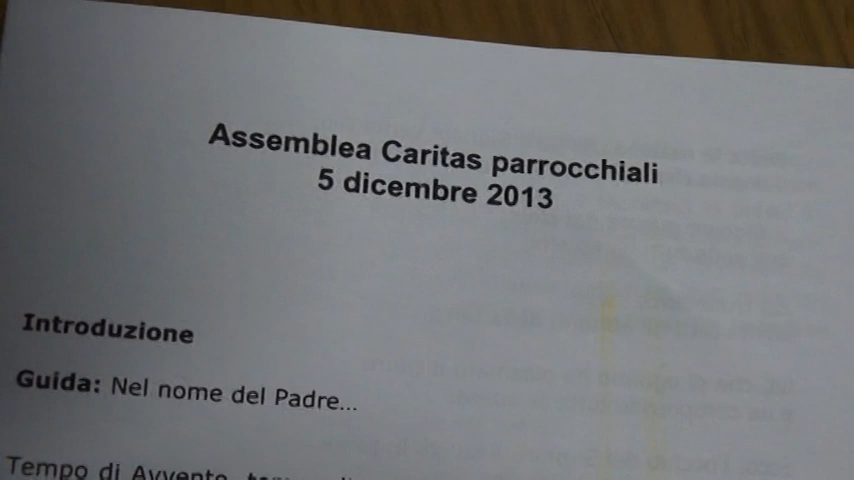 Assemblea Caritas parrocchiali
5 dicembre 2013
Introduzione
Guida: Nel nome del Padre...
Tempo di Avvento,